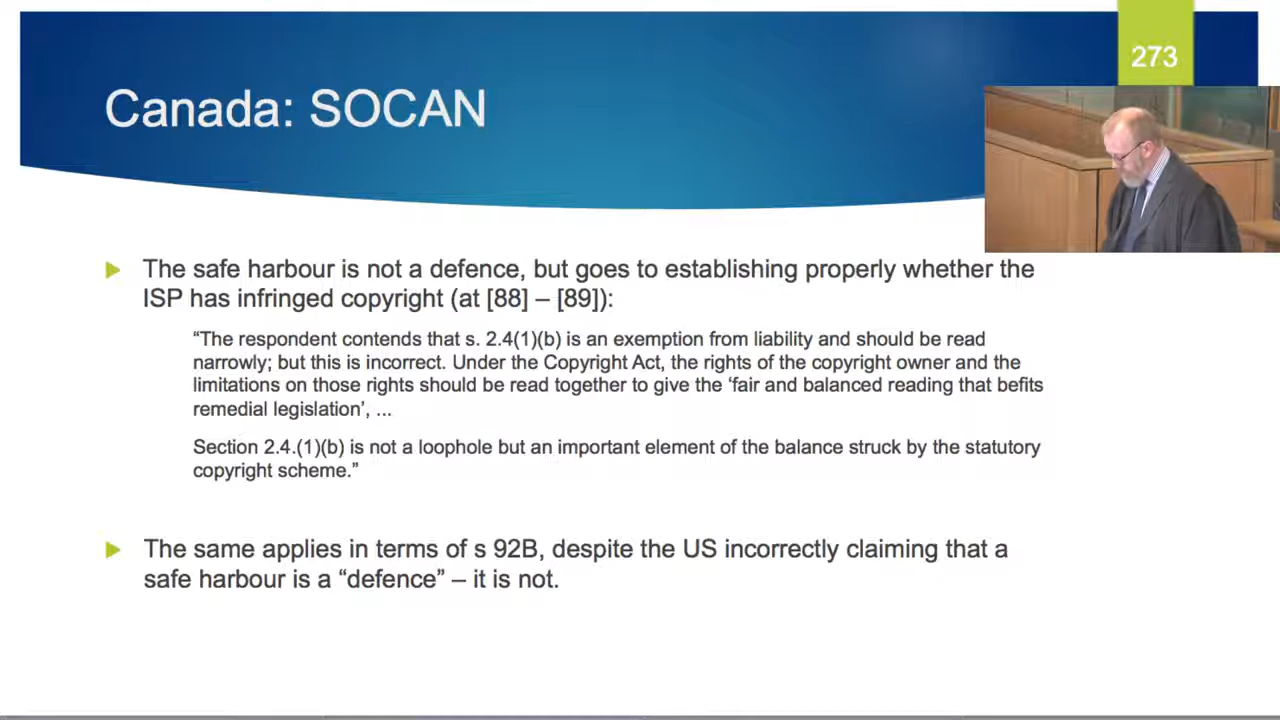 273
Canada: SOCAN
The safe harbour is not a defence, but goes to establishing properly whether the
ISP has infringed copyright (at [88] – [89]):
“The respondent contends that s. 2.4(1)(b) is an exemption from liability and should be read
narrowly; but this is incorrect. Under the Copyright Act, the rights of the copyright owner and the
limitations on those rights should be read together to give the ‘fair and balanced reading that befits
remedial legislation’, ...
Section 2.4.(1)(b) is not a loophole but an important element of the balance struck by the statutory
copyright scheme.”
The same applies in terms of s 92B, despite the US incorrectly claiming that a
safe harbour is a “defence” – it is not.